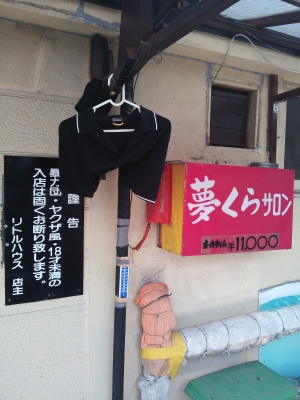 謹告
暴力団・ヤクザ風・18才未満の
入店は固くお断り致します。
リトルハウス 店主
夢くらサロン
¥11,000